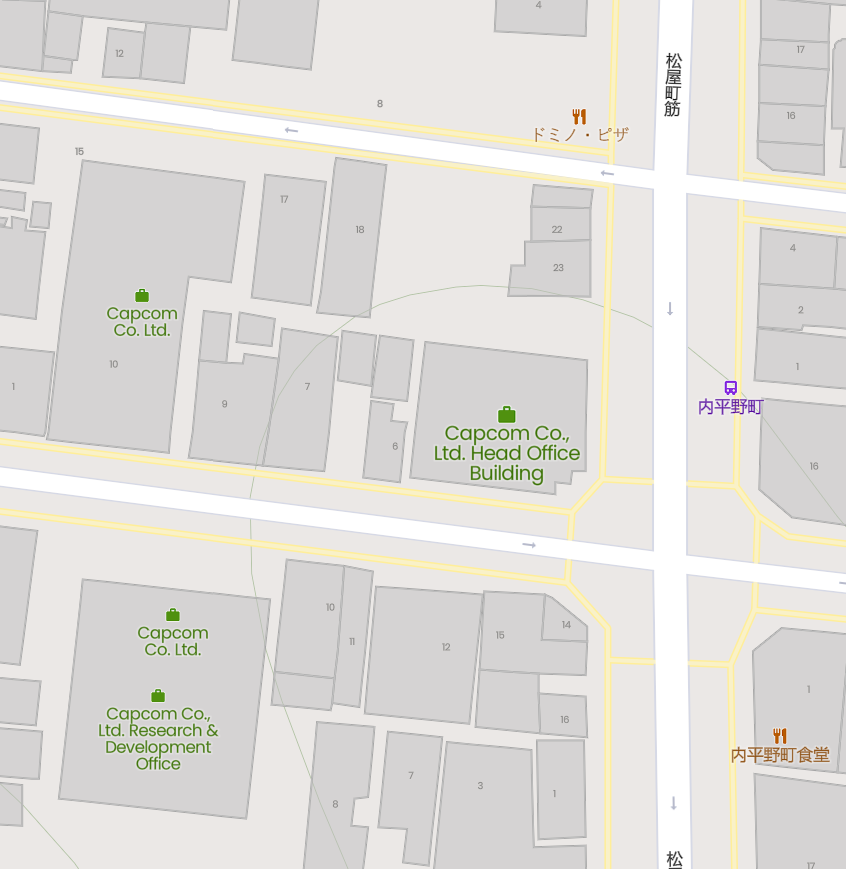 4
12
17
松屋町筋
8
16
ドミノ・ピザ
15
17
18
22
23
4
2
1
Capcom
Co. Ltd.
10
1
9
7
6
Capcom Co.,
Ltd. Head Office
Building
内平野町
16
Capcom
Co. Ltd.
Capcom Co.,
Ltd. Research &
Development
Office
10
11
12
15
14
16
1
内平野町食堂
8
7
3
1
17
松